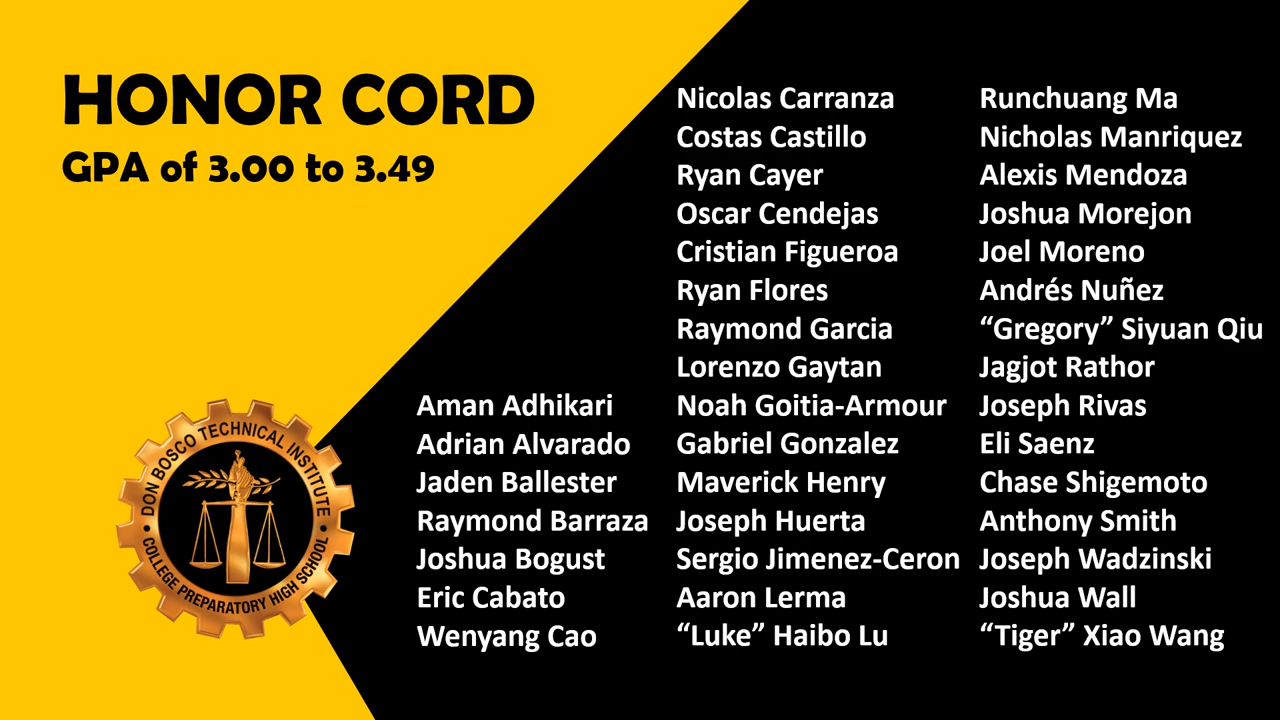 HONOR CORD
GPA of 3.00 to 3.49
DON BOSCO TECHNICAL INSTITUTE
COLLEGE PREPARATORY HIGH SCHOOL
Aman Adhikari
Adrian Alvarado
Jaden Ballester
Raymond Barraza
Joshua Bogust
Eric Cabato
Wenyang Cao
Nicolas Carranza
Costas Castillo
Ryan Cayer
Oscar Cendejas
Cristian Figueroa
Ryan Flores
Raymond Garcia
Lorenzo Gaytan
Noah Goitia-Armour
Gabriel Gonzalez
Maverick Henry
Joseph Huerta
Sergio Jimenez-Ceron
Aaron Lerma
“Luke” Haibo Lu
Runchuang Ma
Nicholas Manriquez
Alexis Mendoza
Joshua Morejon
Joel Moreno
Andrés Nuñez
“Gregory” Siyuan Qiu
Jagjot Rathor
Joseph Rivas
Eli Saenz
Chase Shigemoto
Anthony Smith
Joseph Wadzinski
Joshua Wall
“Tiger” Xiao Wang